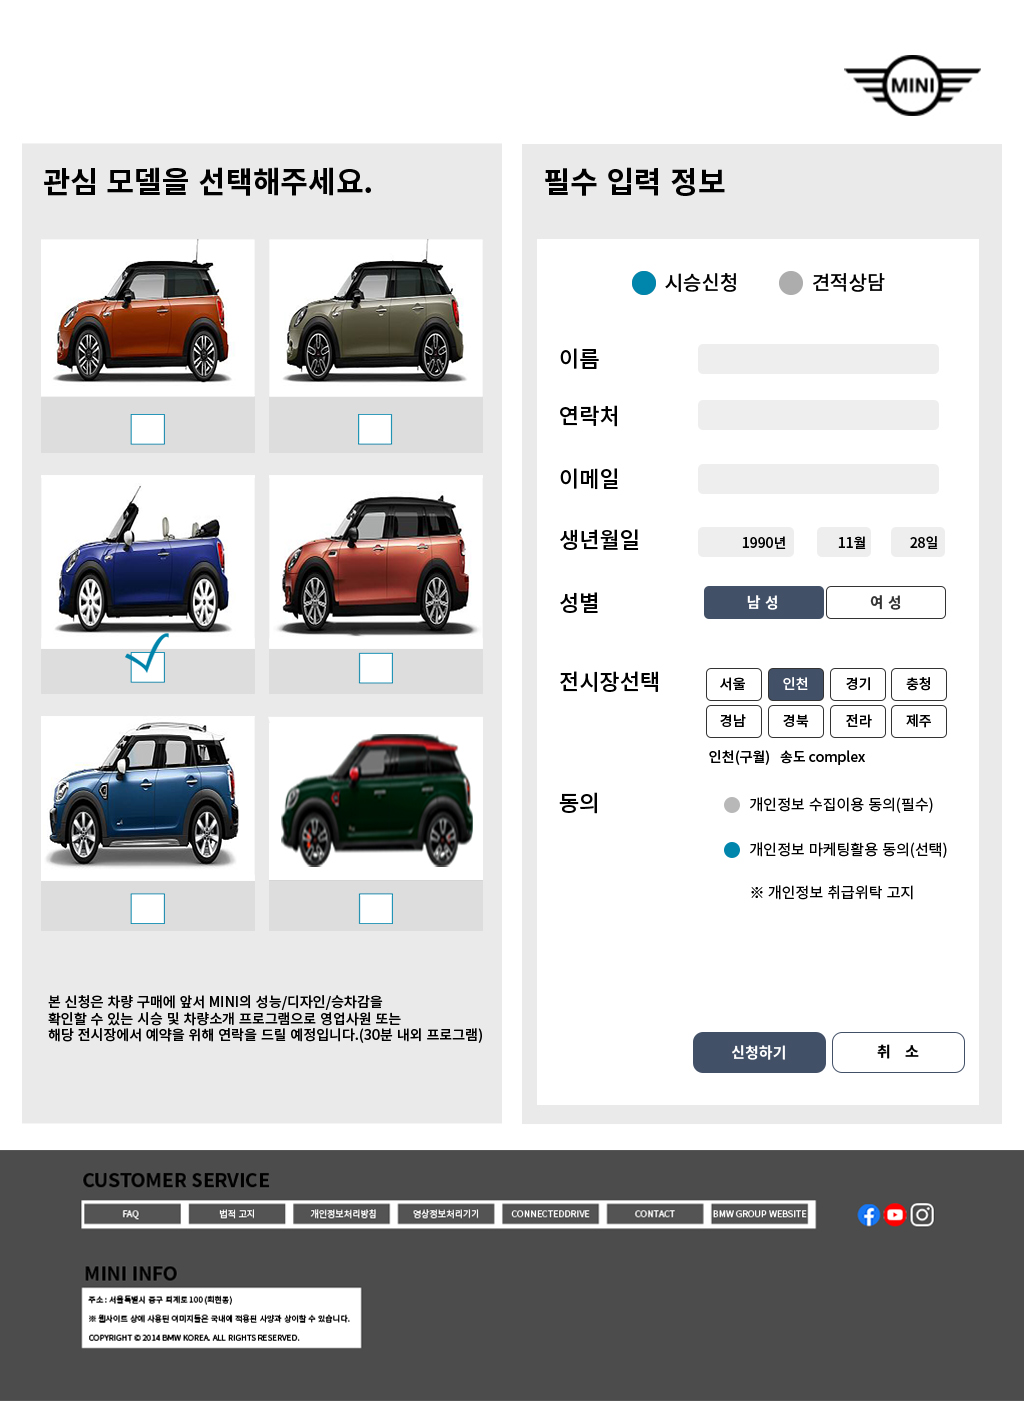 MINI
관심 모델을 선택해주세요.
본 신청은 차량 구매에 앞서 MINI의 성능/디자인/승차감을
확인할 수 있는 시승 및 차량소개 프로그램으로 영업사원 또는
해당 전시장에서 예약을 위해 연락을 드릴 예정입니다.(30분 내외 프로그램)
필수 입력 정보
시승신청 견적상담
이름
연락처
이메일
생년월일 1990년 11월 28일
성별 남 성 여 성
전시장선택 서울 인천 경기 충청
경남 경북 전라 제주
인천(구월) 송도 complex
동의 개인정보 수집이용 동의(필수)
개인정보 마케팅활용 동의(선택)
※ 개인정보 취급위탁 고지
신청하기 취 소
CUSTOMER SERVICE
FAQ 법적 고지 개인정보처리방침 영상정보처리기기 CONNECTEDDRIVE CONTACT BMW GROUP WEBSITE
MINI INFO
주소 : 서울특별시 중구 퇴계로 100 (회현동)
※ 웹사이트 상에 사용된 이미지들은 국내에 적용된 사양과 상이할 수 있습니다.
COPYRIGHT © 2014 BMW KOREA. ALL RIGHTS RESERVED.